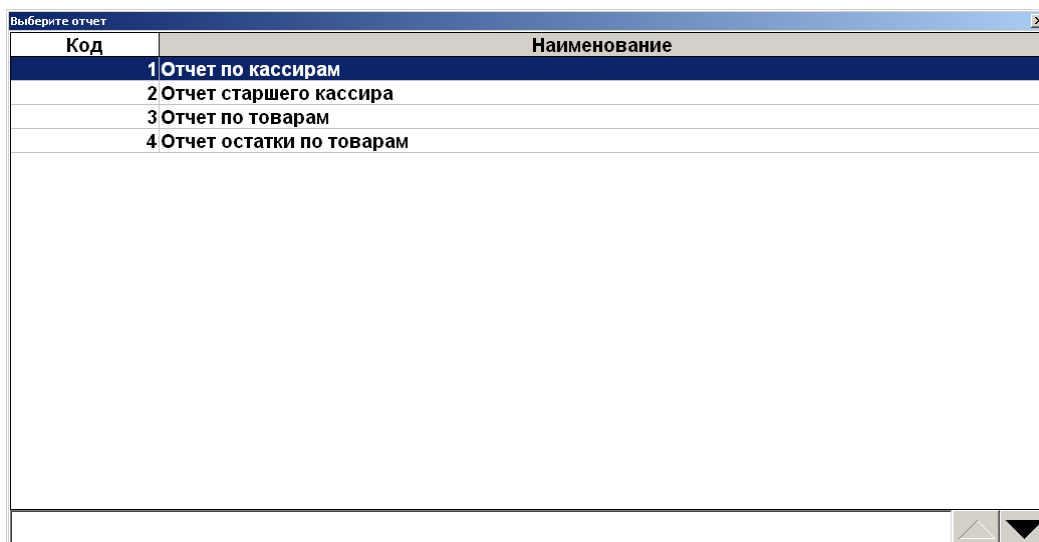 Выберите отчет
Код Наименование
1 Отчет по кассирам
2 Отчет старшего кассира
3 Отчет по товарам
4 Отчет остатки по товарам